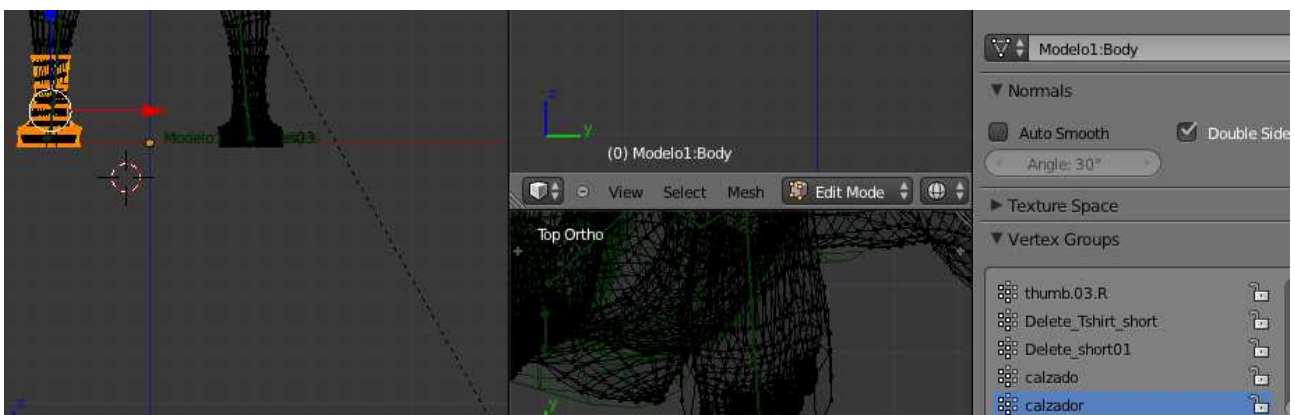 Modelo1:Body
Normals
Auto Smooth
Double Side
Angle: 30°
Texture Space
Vertex Groups
thumb.03.R
Delete_Tshirt_short
Delete_short01
calzado
calzador
(0) Modelo1:Body
View Select Mesh Edit Mode
Top Ortho
z
y
y
z